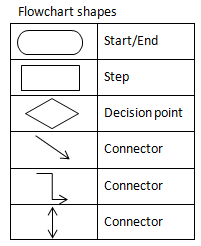 Flowchart shapes
Start/End
Step
Decision point
Connector
Connector
Connector